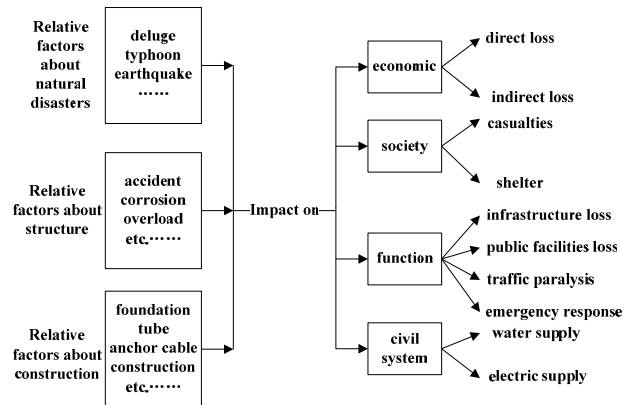 Relative
factors
about
natural
disasters
deluge
typhoon
earthquake
……
Relative
factors about
structure
accident
corrosion
overload
etc.……
Relative
factors about
construction
foundation
tube
anchor cable
construction
etc.……
Impact on
economic
direct loss
indirect loss
society
casualties
shelter
function
infrastructure loss
public facilities loss
traffic paralysis
emergency response
civil
system
water supply
electric supply